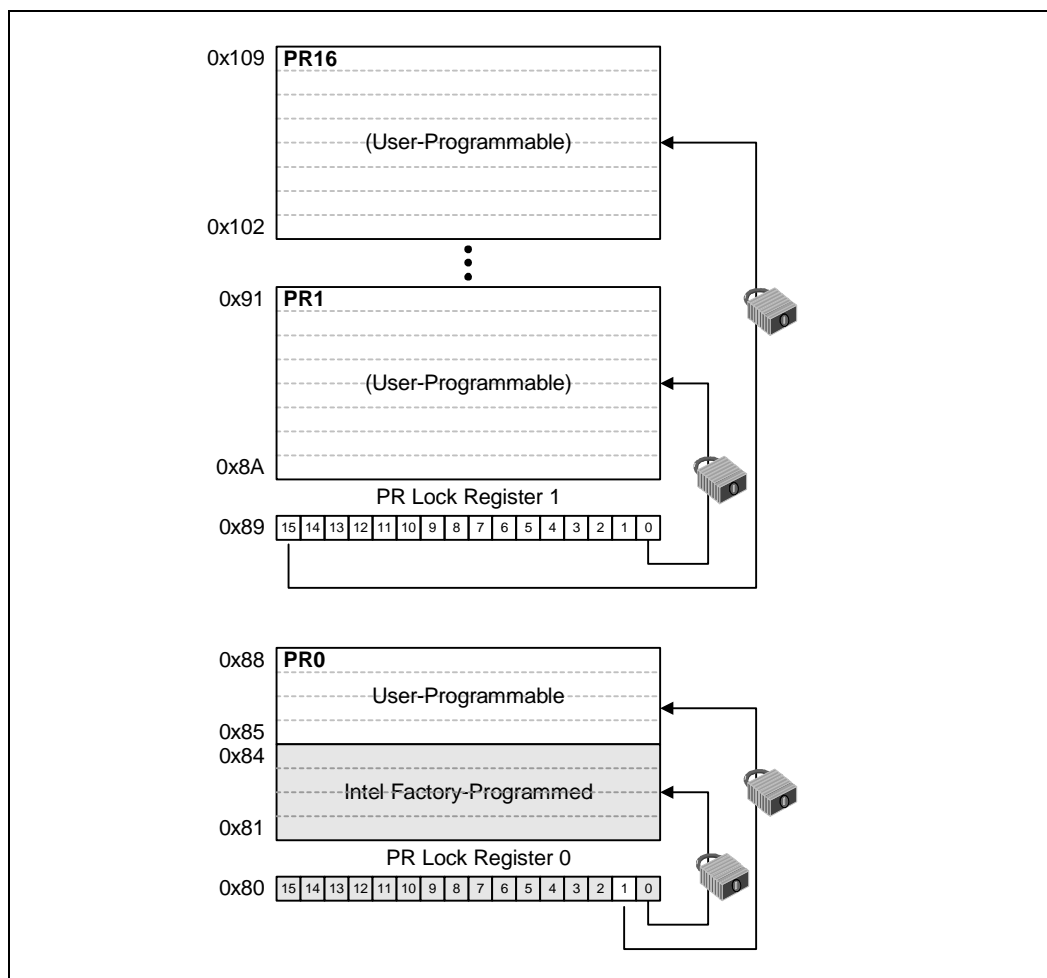 0x109
PR16
(User-Programmable)
0x102
0x91
PR1
(User-Programmable)
0x8A
PR Lock Register 1
0x89
15 14 13 12 11 10 9 8 7 6 5 4 3 2 1 0
0x88
PR0
User-Programmable
0x85
0x84
Intel Factory-Programmed
0x81
PR Lock Register 0
0x80
15 14 13 12 11 10 9 8 7 6 5 4 3 2 1 0